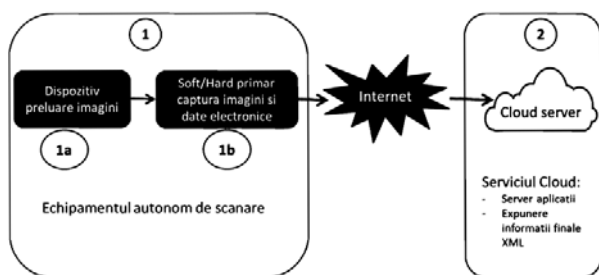 1
Dispozitiv
preluare imagini
1a
Soft/Hard primar
captura imagini si
date electronice
1b
Echipamentul autonom de scanare
Internet
2
Cloud server
Serviciul Cloud:
- Server aplicatii
- Expunere
informatii finale
XML